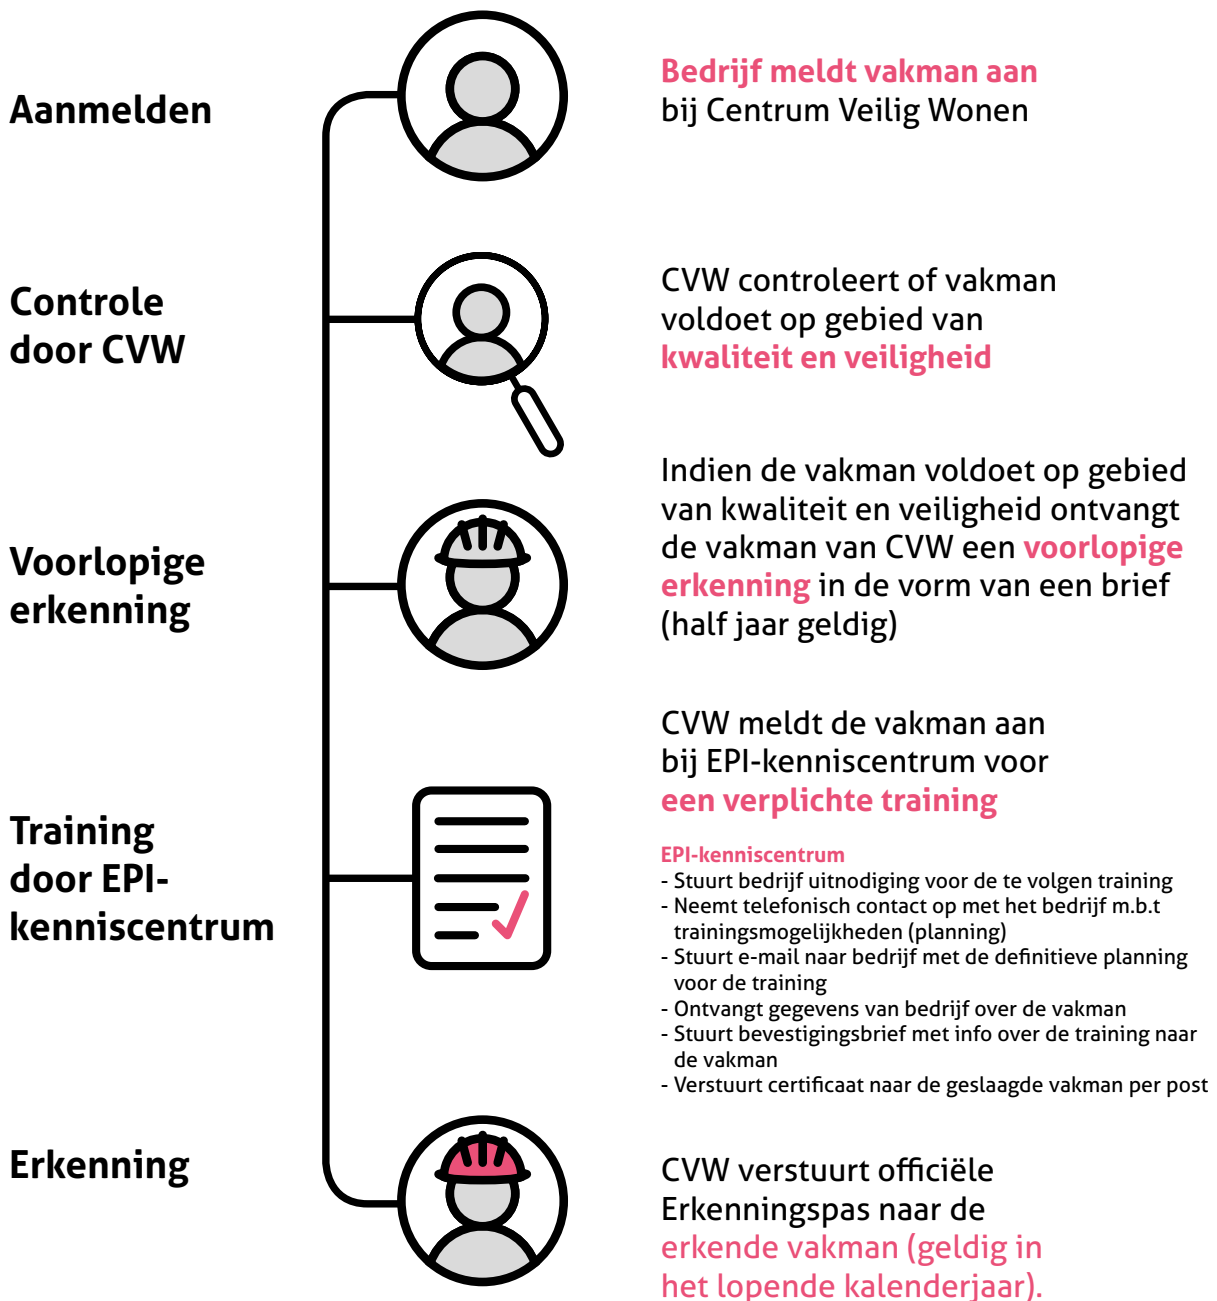 Aanmelden
Bedrijf meldt vakman aan
bij Centrum Veilig Wonen
Controle
door CVW
CVW controleert of vakman
voldoet op gebied van
kwaliteit en veiligheid
Voorlopige
erkenning
Indien de vakman voldoet op gebied
van kwaliteit en veiligheid ontvangt
de vakman van CVW een voorlopige
erkenning in de vorm van een brief
(half jaar geldig)
Training
door EPI-
kenniscentrum
CVW meldt de vakman aan
bij EPI-kenniscentrum voor
een verplichte training
EPI-kenniscentrum
- Stuurt bedrijf uitnodiging voor de te volgen training
- Neemt telefonisch contact op met het bedrijf m.b.t
trainingsmogelijkheden (planning)
- Stuurt e-mail naar bedrijf met de definitieve planning
voor de training
- Ontvangt gegevens van bedrijf over de vakman
- Stuurt bevestigingsbrief met info over de training naar
de vakman
- Verstuurt certificaat naar de geslaagde vakman per post
Erkenning
CVW verstuurt officiële
Erkenningspas naar de
erkende vakman (geldig in
het lopende kalenderjaar).